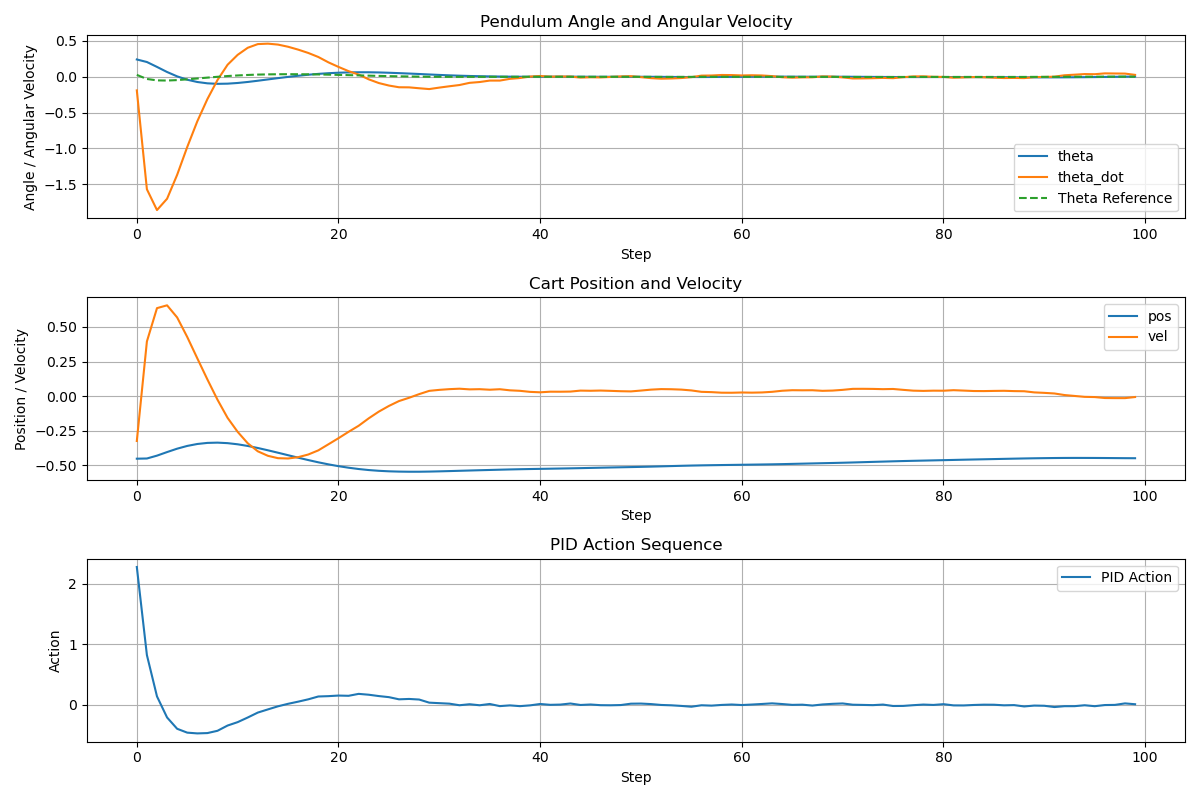 Pendulum Angle and Angular Velocity
Angle / Angular Velocity
0.5
0.0
−0.5
−1.0
−1.5
theta
theta_dot
Theta Reference
0 20 40 60 80 100
Step
Cart Position and Velocity
Position / Velocity
0.50
0.25
0.00
−0.25
−0.50
pos
vel
0 20 40 60 80 100
Step
PID Action Sequence
Action
2
1
0
PID Action
0 20 40 60 80 100
Step